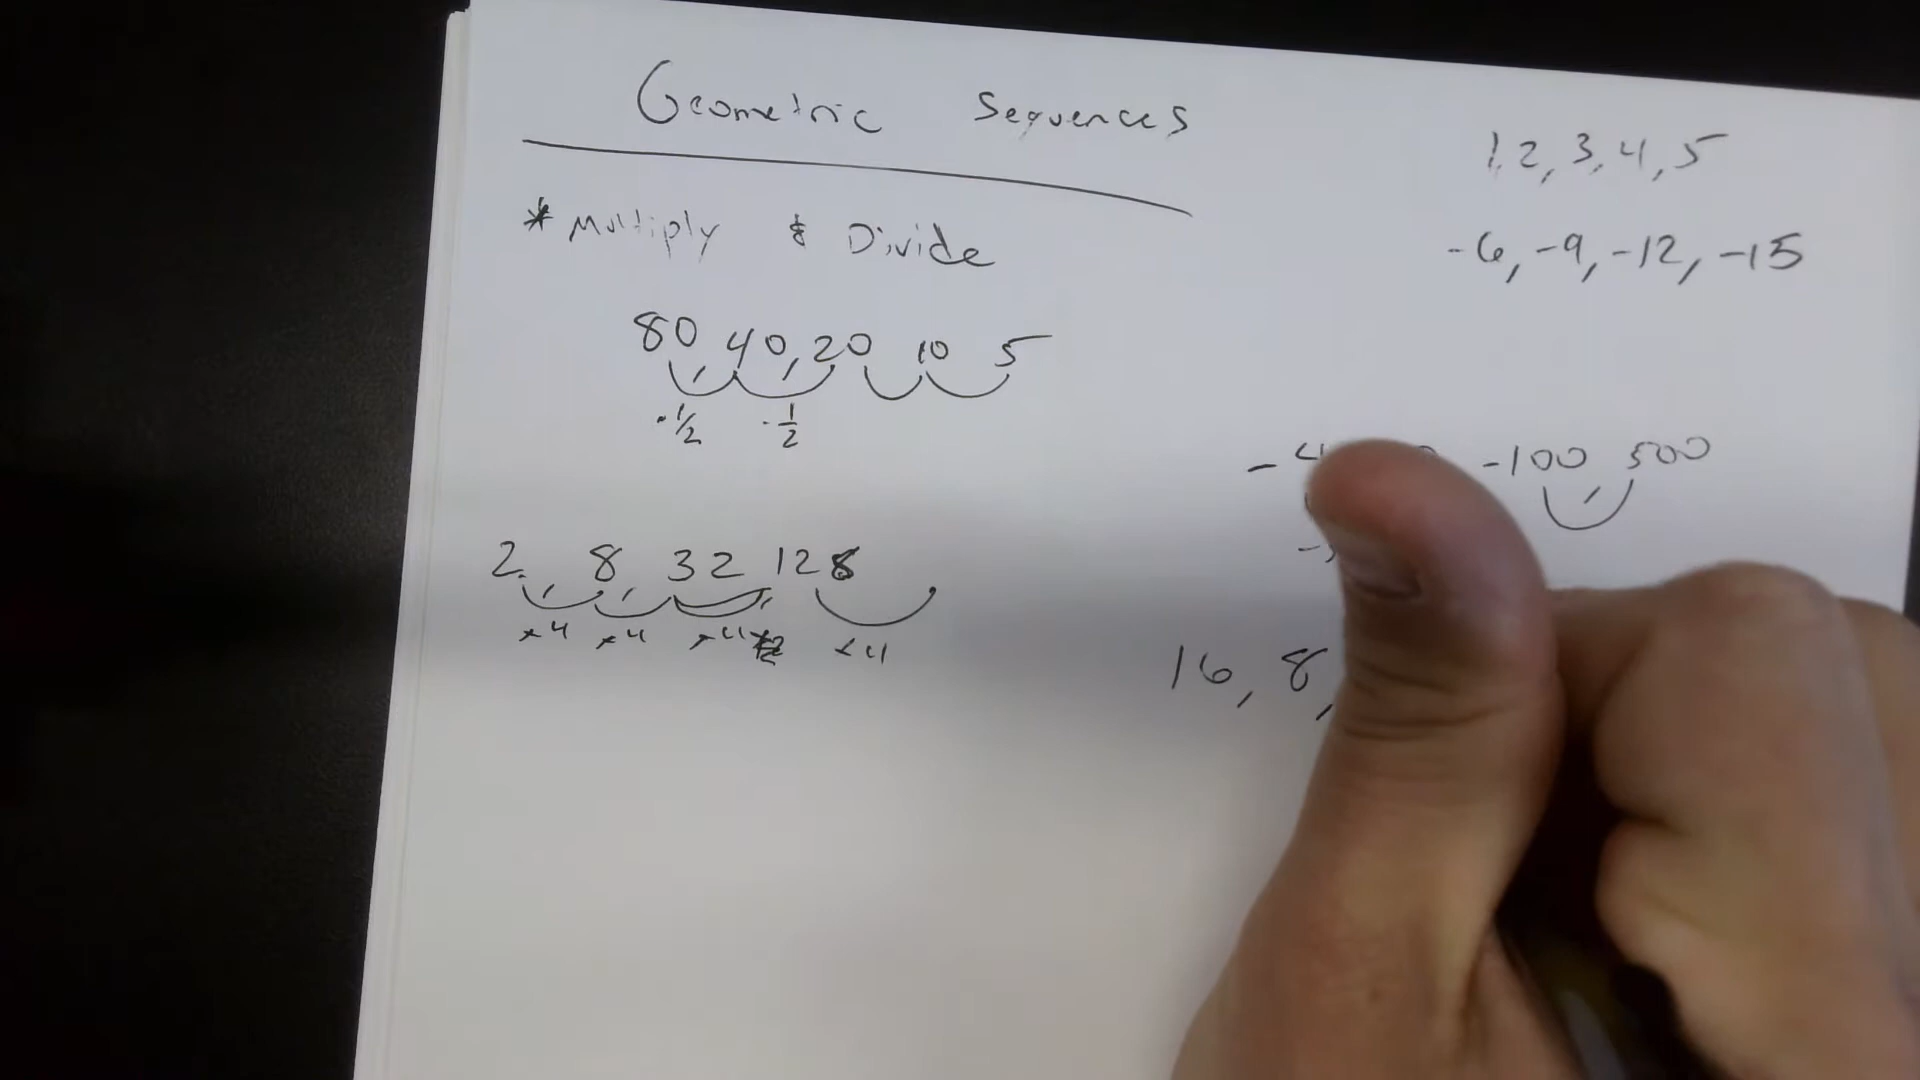 Geometric Sequences
1, 2, 3, 4, 5
* Multiply & Divide
-6, -9, -12, -15
80, 40, 20 10 5
·1/2 ·1/2
-4 -100, 500
2, 8, 32, 128
×4 ×4 ×4 ×4
16, 8,